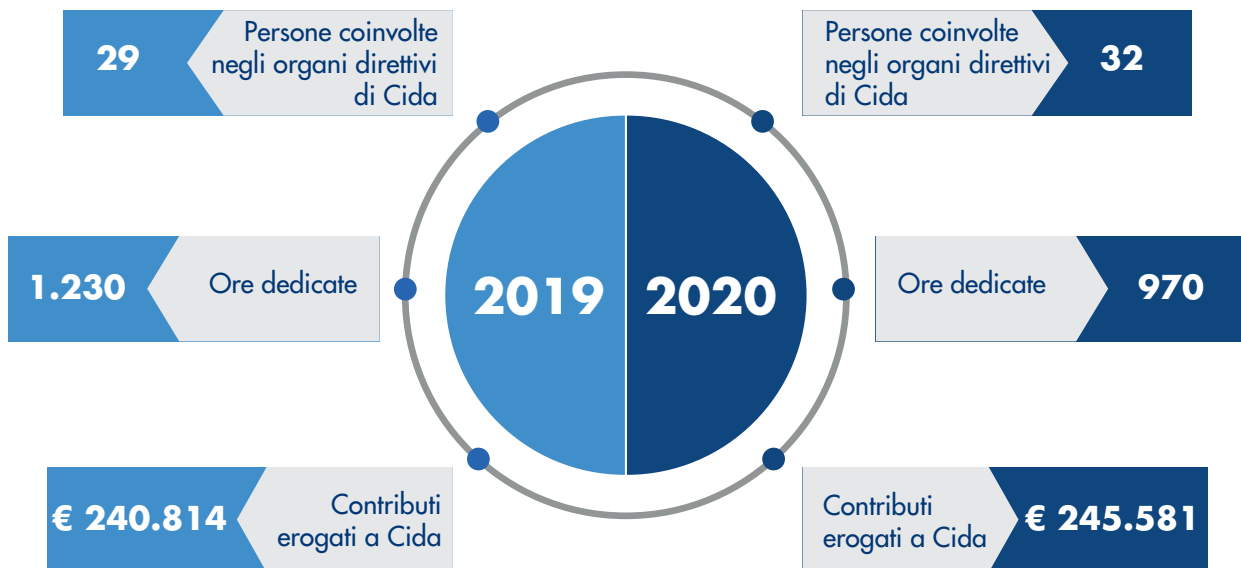 29
Persone coinvolte
negli organi direttivi
di Cida
Persone coinvolte
negli organi direttivi
di Cida
32
1.230
Ore dedicate
2019
2020
Ore dedicate
970
€ 240.814
Contributi
erogati a Cida
Contributi
erogati a Cida
€ 245.581